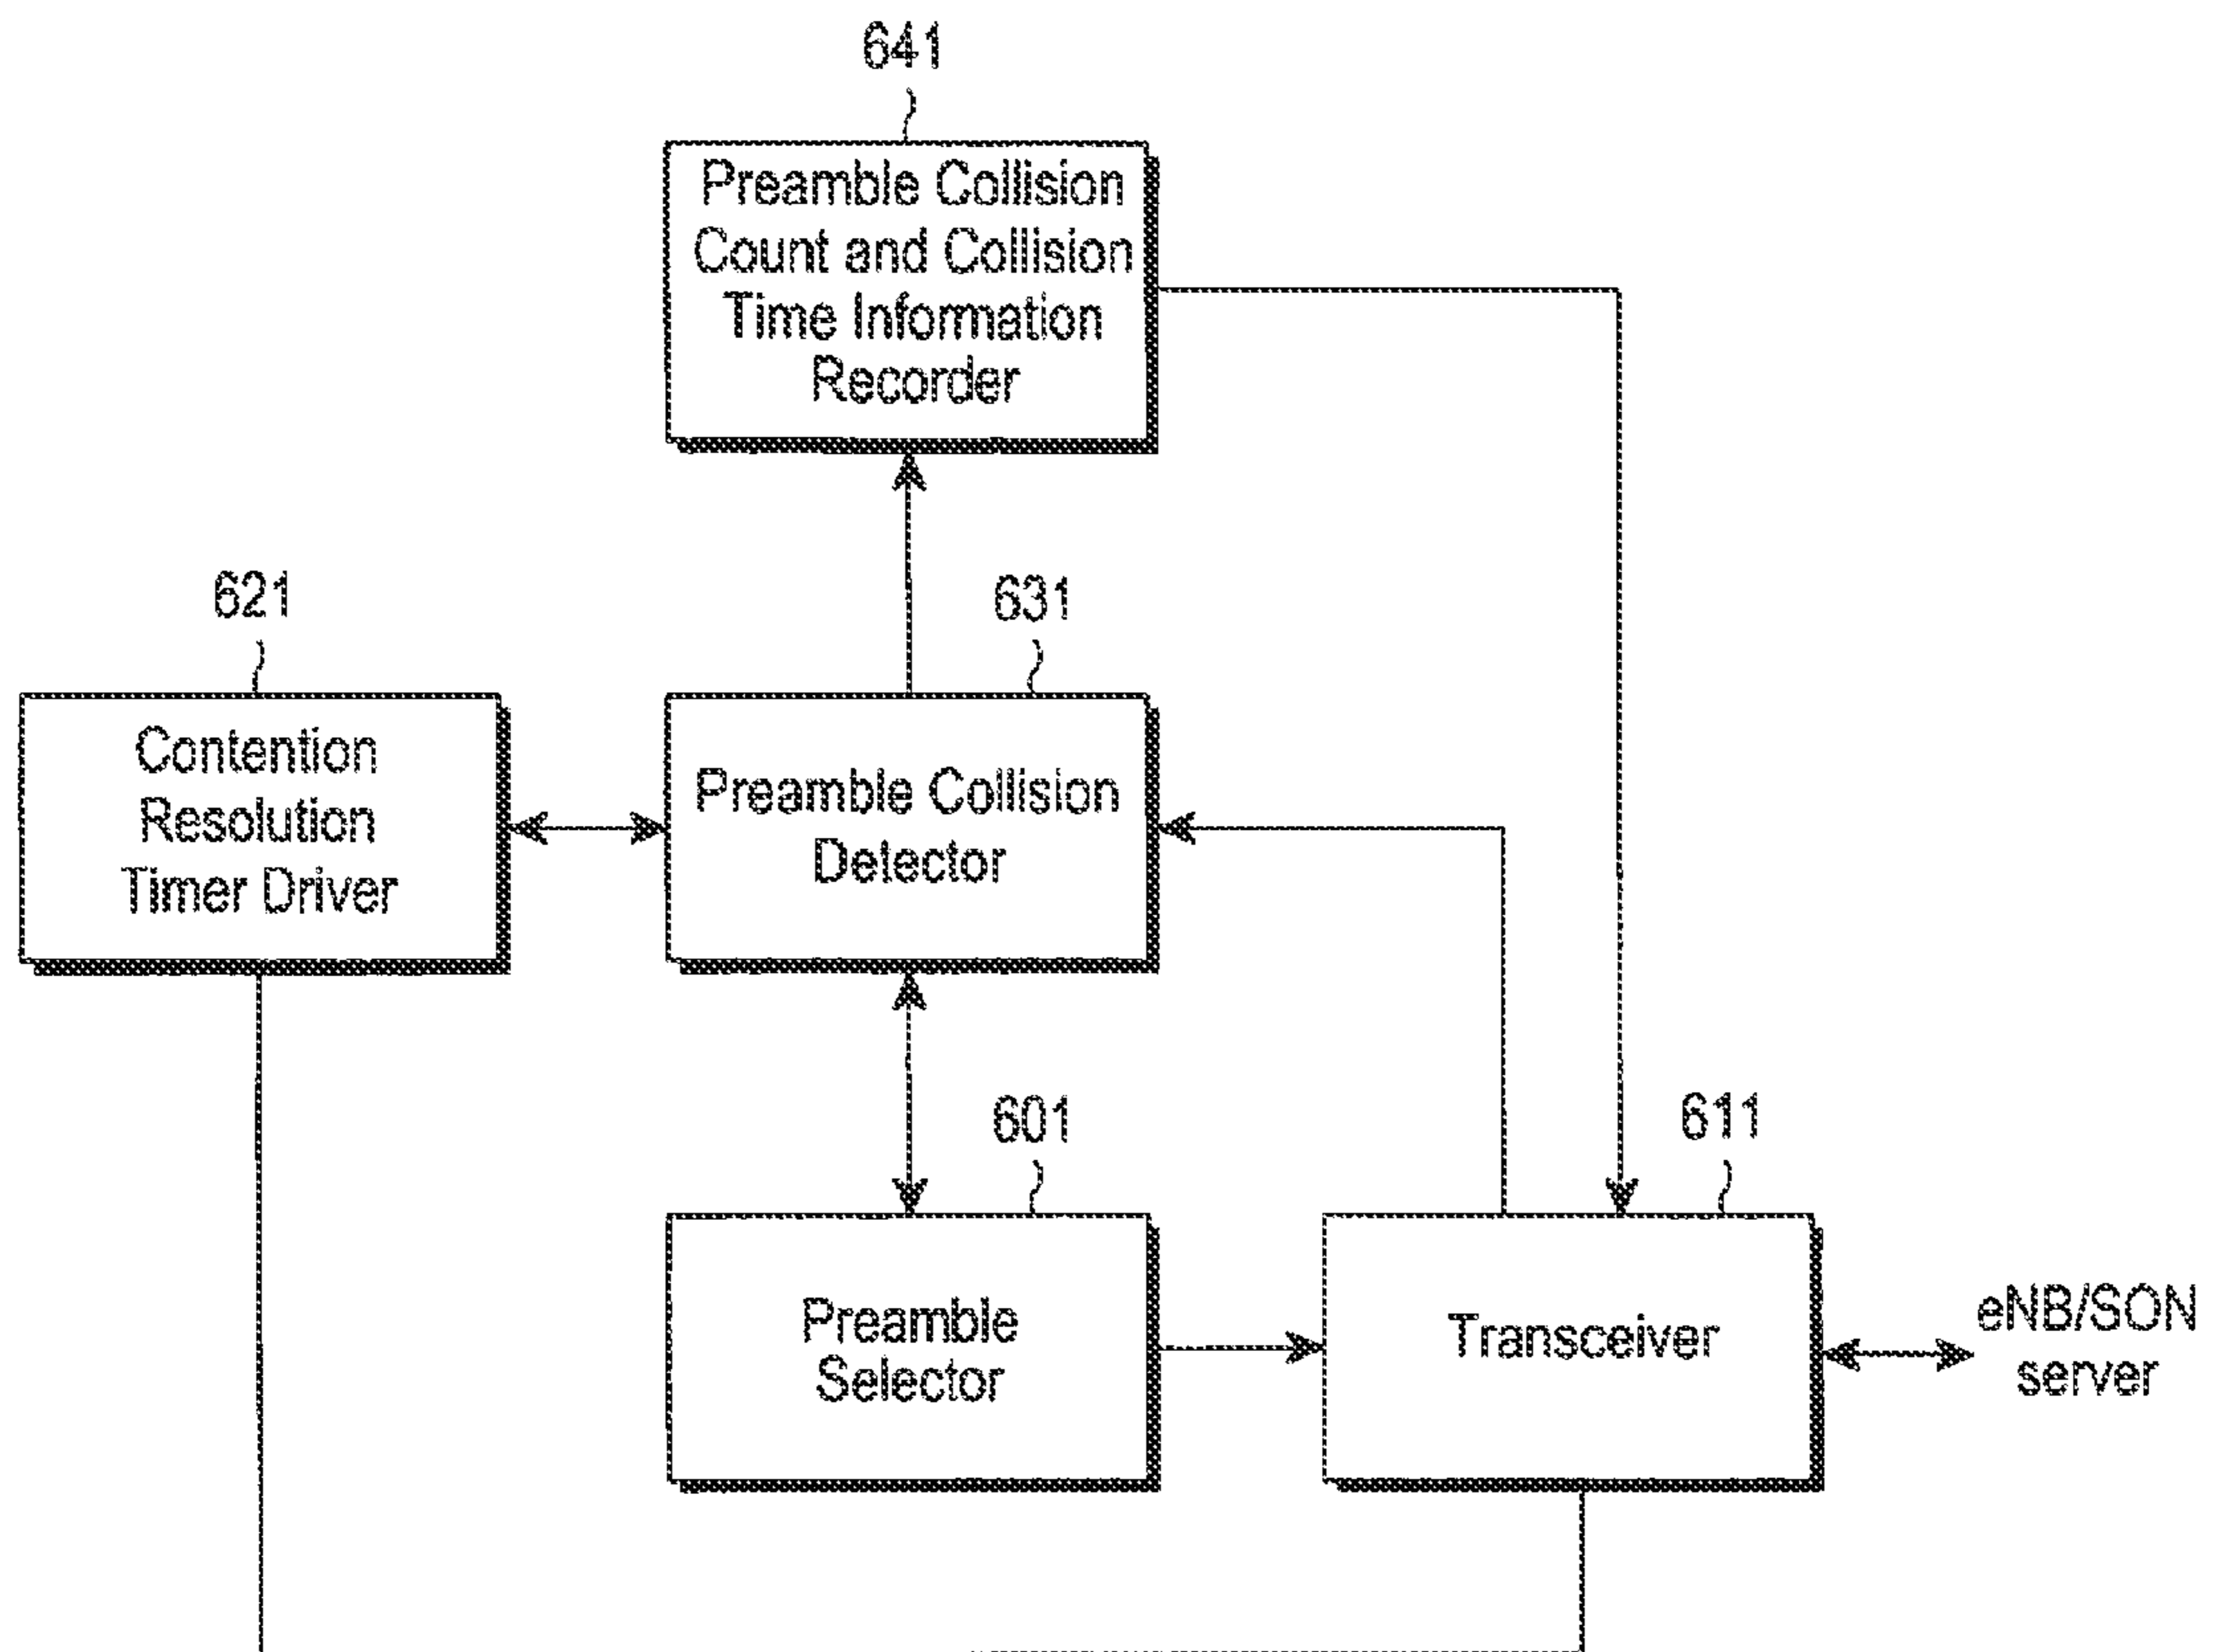 641
Preamble Collision
Count and Collision
Time Information
Recorder
621
631
Contention
Resolution
Timer Driver
Preamble Collision
Detector
601
611
Preamble
Selector
Transceiver
eNB/SON
server